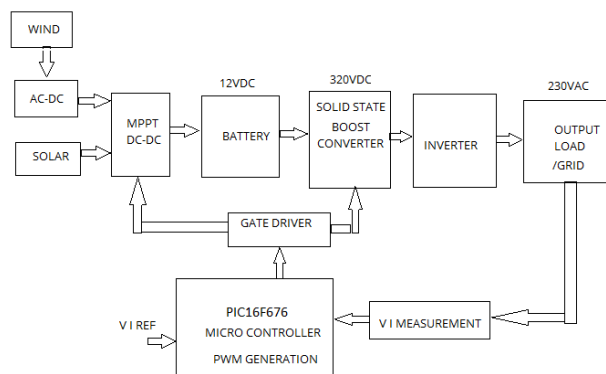 WIND
AC-DC
SOLAR
MPPT
DC-DC
12VDC
BATTERY
320VDC
SOLID STATE
BOOST
CONVERTER
INVERTER
230VAC
OUTPUT
LOAD
/GRID
GATE DRIVER
V I REF
PIC16F676
MICRO CONTROLLER
PWM GENERATION
V I MEASUREMENT